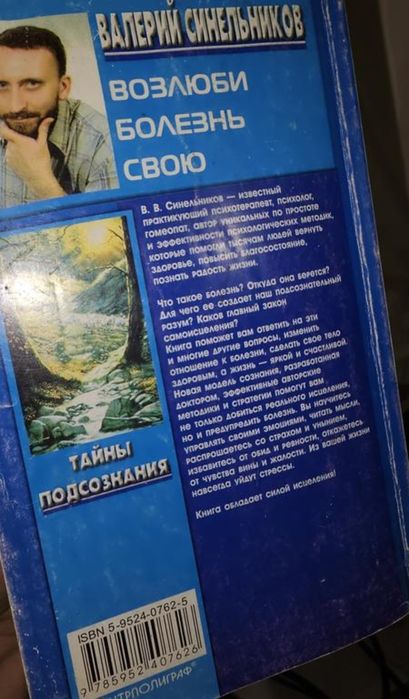 ВАЛЕРИЙ СИНЕЛЬНИКОВ
ВОЗЛЮБИ
БОЛЕЗНЬ
СВОЮ
В. В. Синельников — известный
практикующий психотерапевт, психолог,
гомеопат, автор уникальных по простоте
и эффективности психологических методик,
которые помогли тысячам людей вернуть
здоровье, повысить благосостояние,
познать радость жизни.
Что такое болезнь? Откуда она берется?
Для чего ее создает наш подсознательный
разум? Каков главный закон
самоисцеления?
Книга поможет вам ответить на эти
и многие другие вопросы, изменить
отношение к болезни, сделать свое тело
здоровым, а жизнь — яркой и счастливой.
Новая модель сознания, разработанная
доктором, эффективные авторские
методики и стратегии помогут вам
не только добиться реального исцеления,
но и предупредить болезнь. Вы научитесь
управлять своими эмоциями, читать мысли,
распрощаетесь со страхом и унынием,
избавитесь от обид и ревности, откажетесь
от чувства вины и жалости. Из вашей жизни
навсегда уйдут стрессы.
Книга обладает силой исцеления!
ТАЙНЫ
ПОДСОЗНАНИЯ
ISBN 5-9524-0762-5
9 785952 407626
НТРПОЛИГРАФ